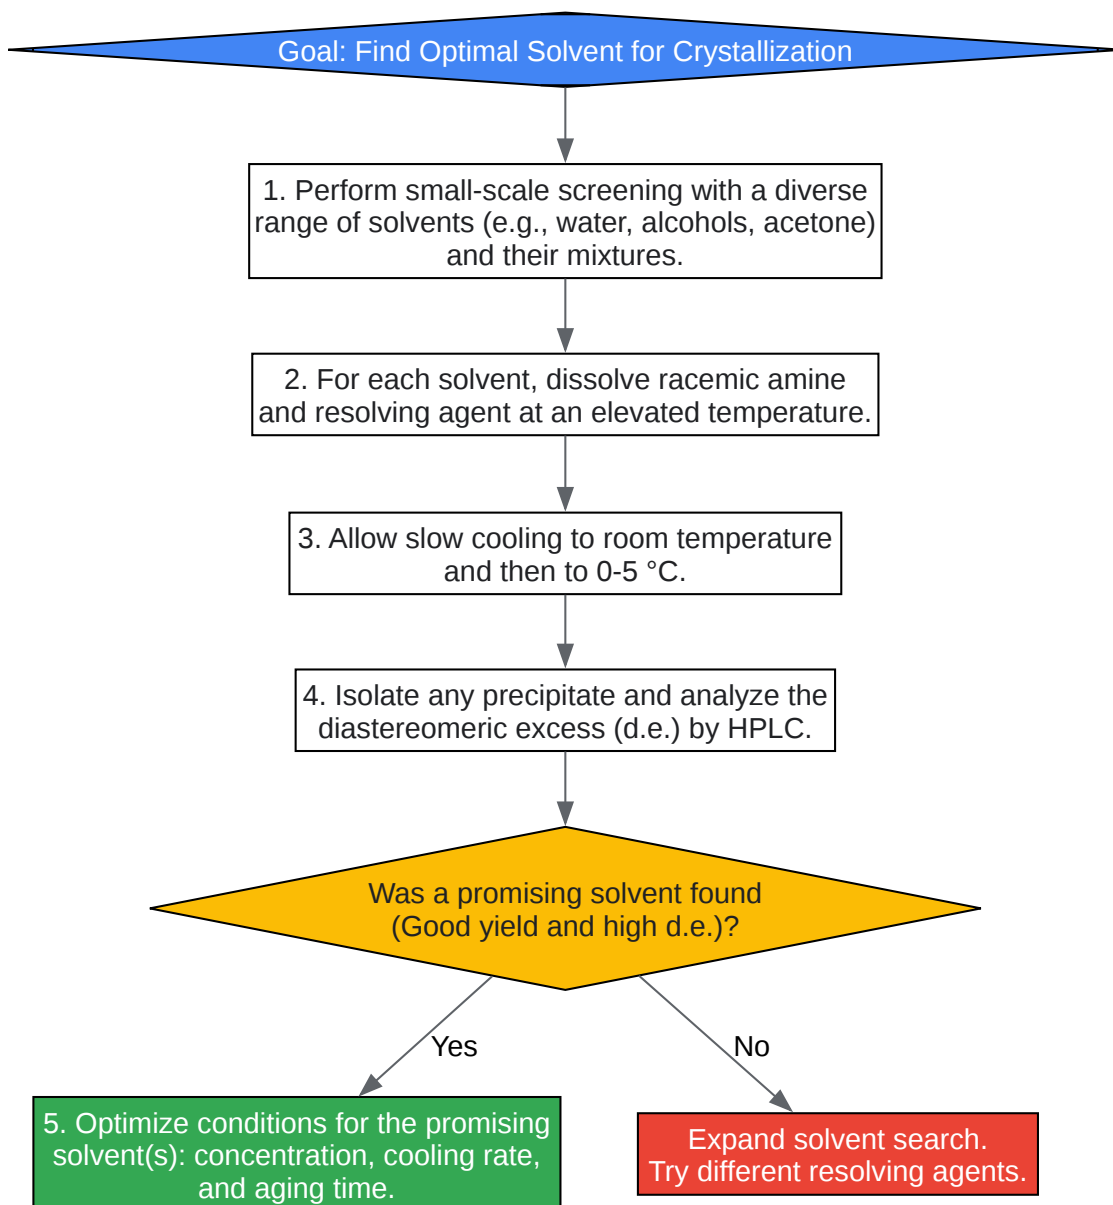 Goal: Find Optimal Solvent for Crystallization
1. Perform small-scale screening with a diverse
range of solvents (e.g., water, alcohols, acetone)
and their mixtures.
2. For each solvent, dissolve racemic amine
and resolving agent at an elevated temperature.
3. Allow slow cooling to room temperature
and then to 0-5 °C.
4. Isolate any precipitate and analyze the
diastereomeric excess (d.e.) by HPLC.
Was a promising solvent found
(Good yield and high d.e.)?
Yes
No
5. Optimize conditions for the promising
solvent(s): concentration, cooling rate,
and aging time.
Expand solvent search.
Try different resolving agents.